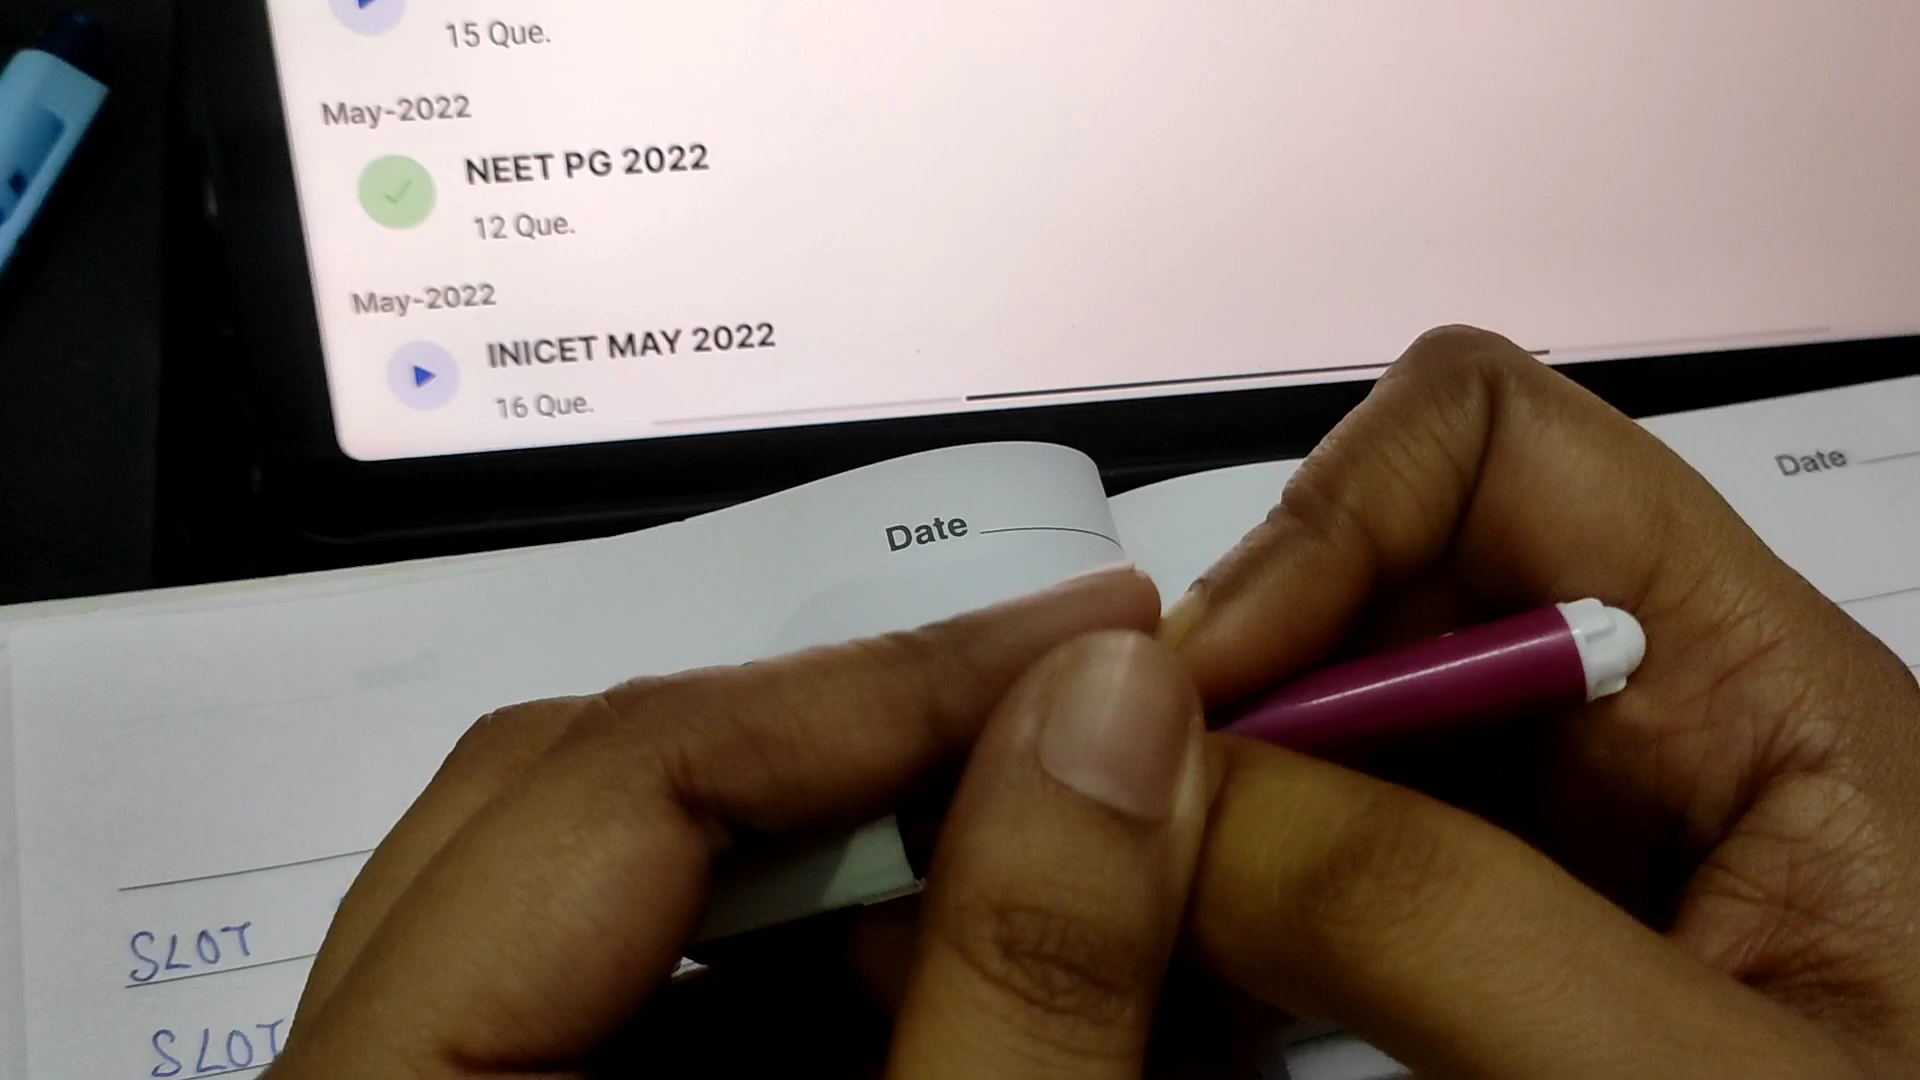 15 Que.
May-2022
NEET PG 2022
12 Que.
May-2022
INICET MAY 2022
16 Que.
Date
Date
SLOT
SLOT